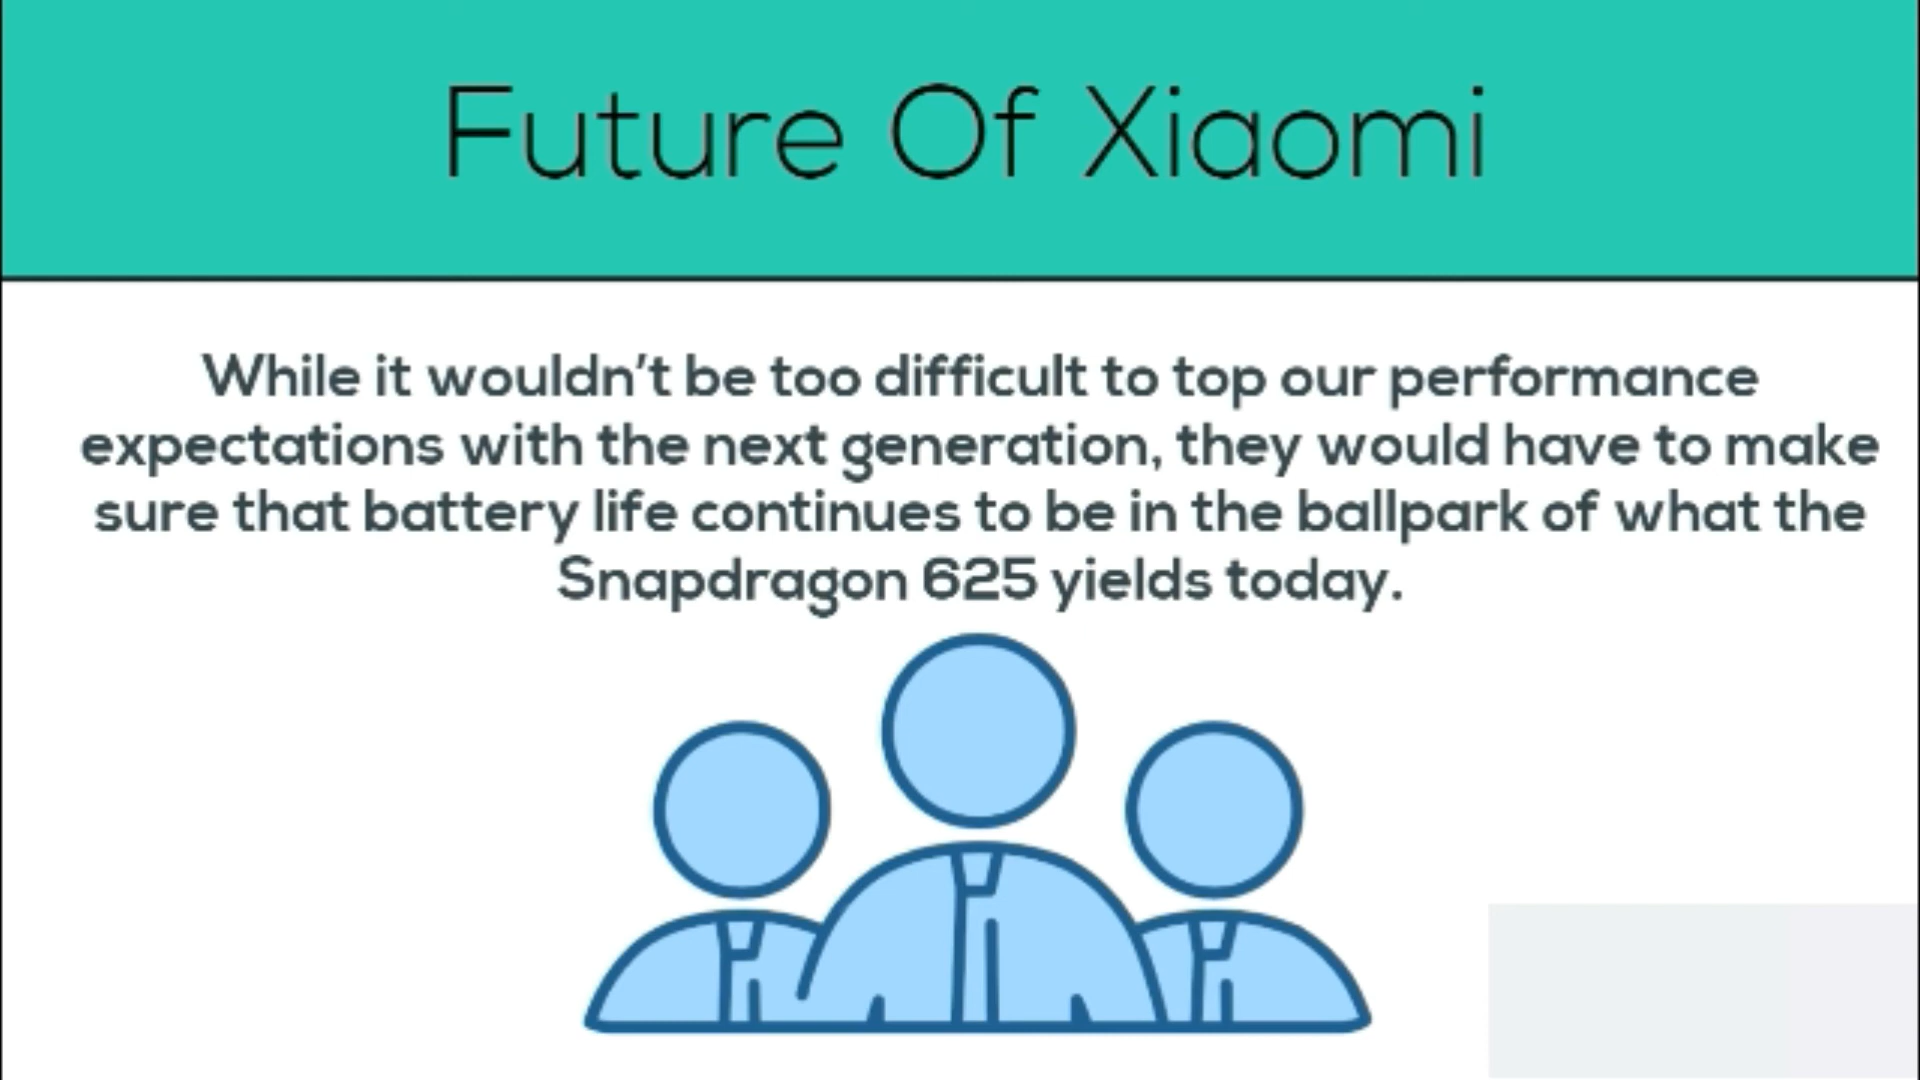 Future Of Xiaomi
While it wouldn't be too difficult to top our performance
expectations with the next generation, they would have to make
sure that battery life continues to be in the ballpark of what the
Snapdragon 625 yields today.